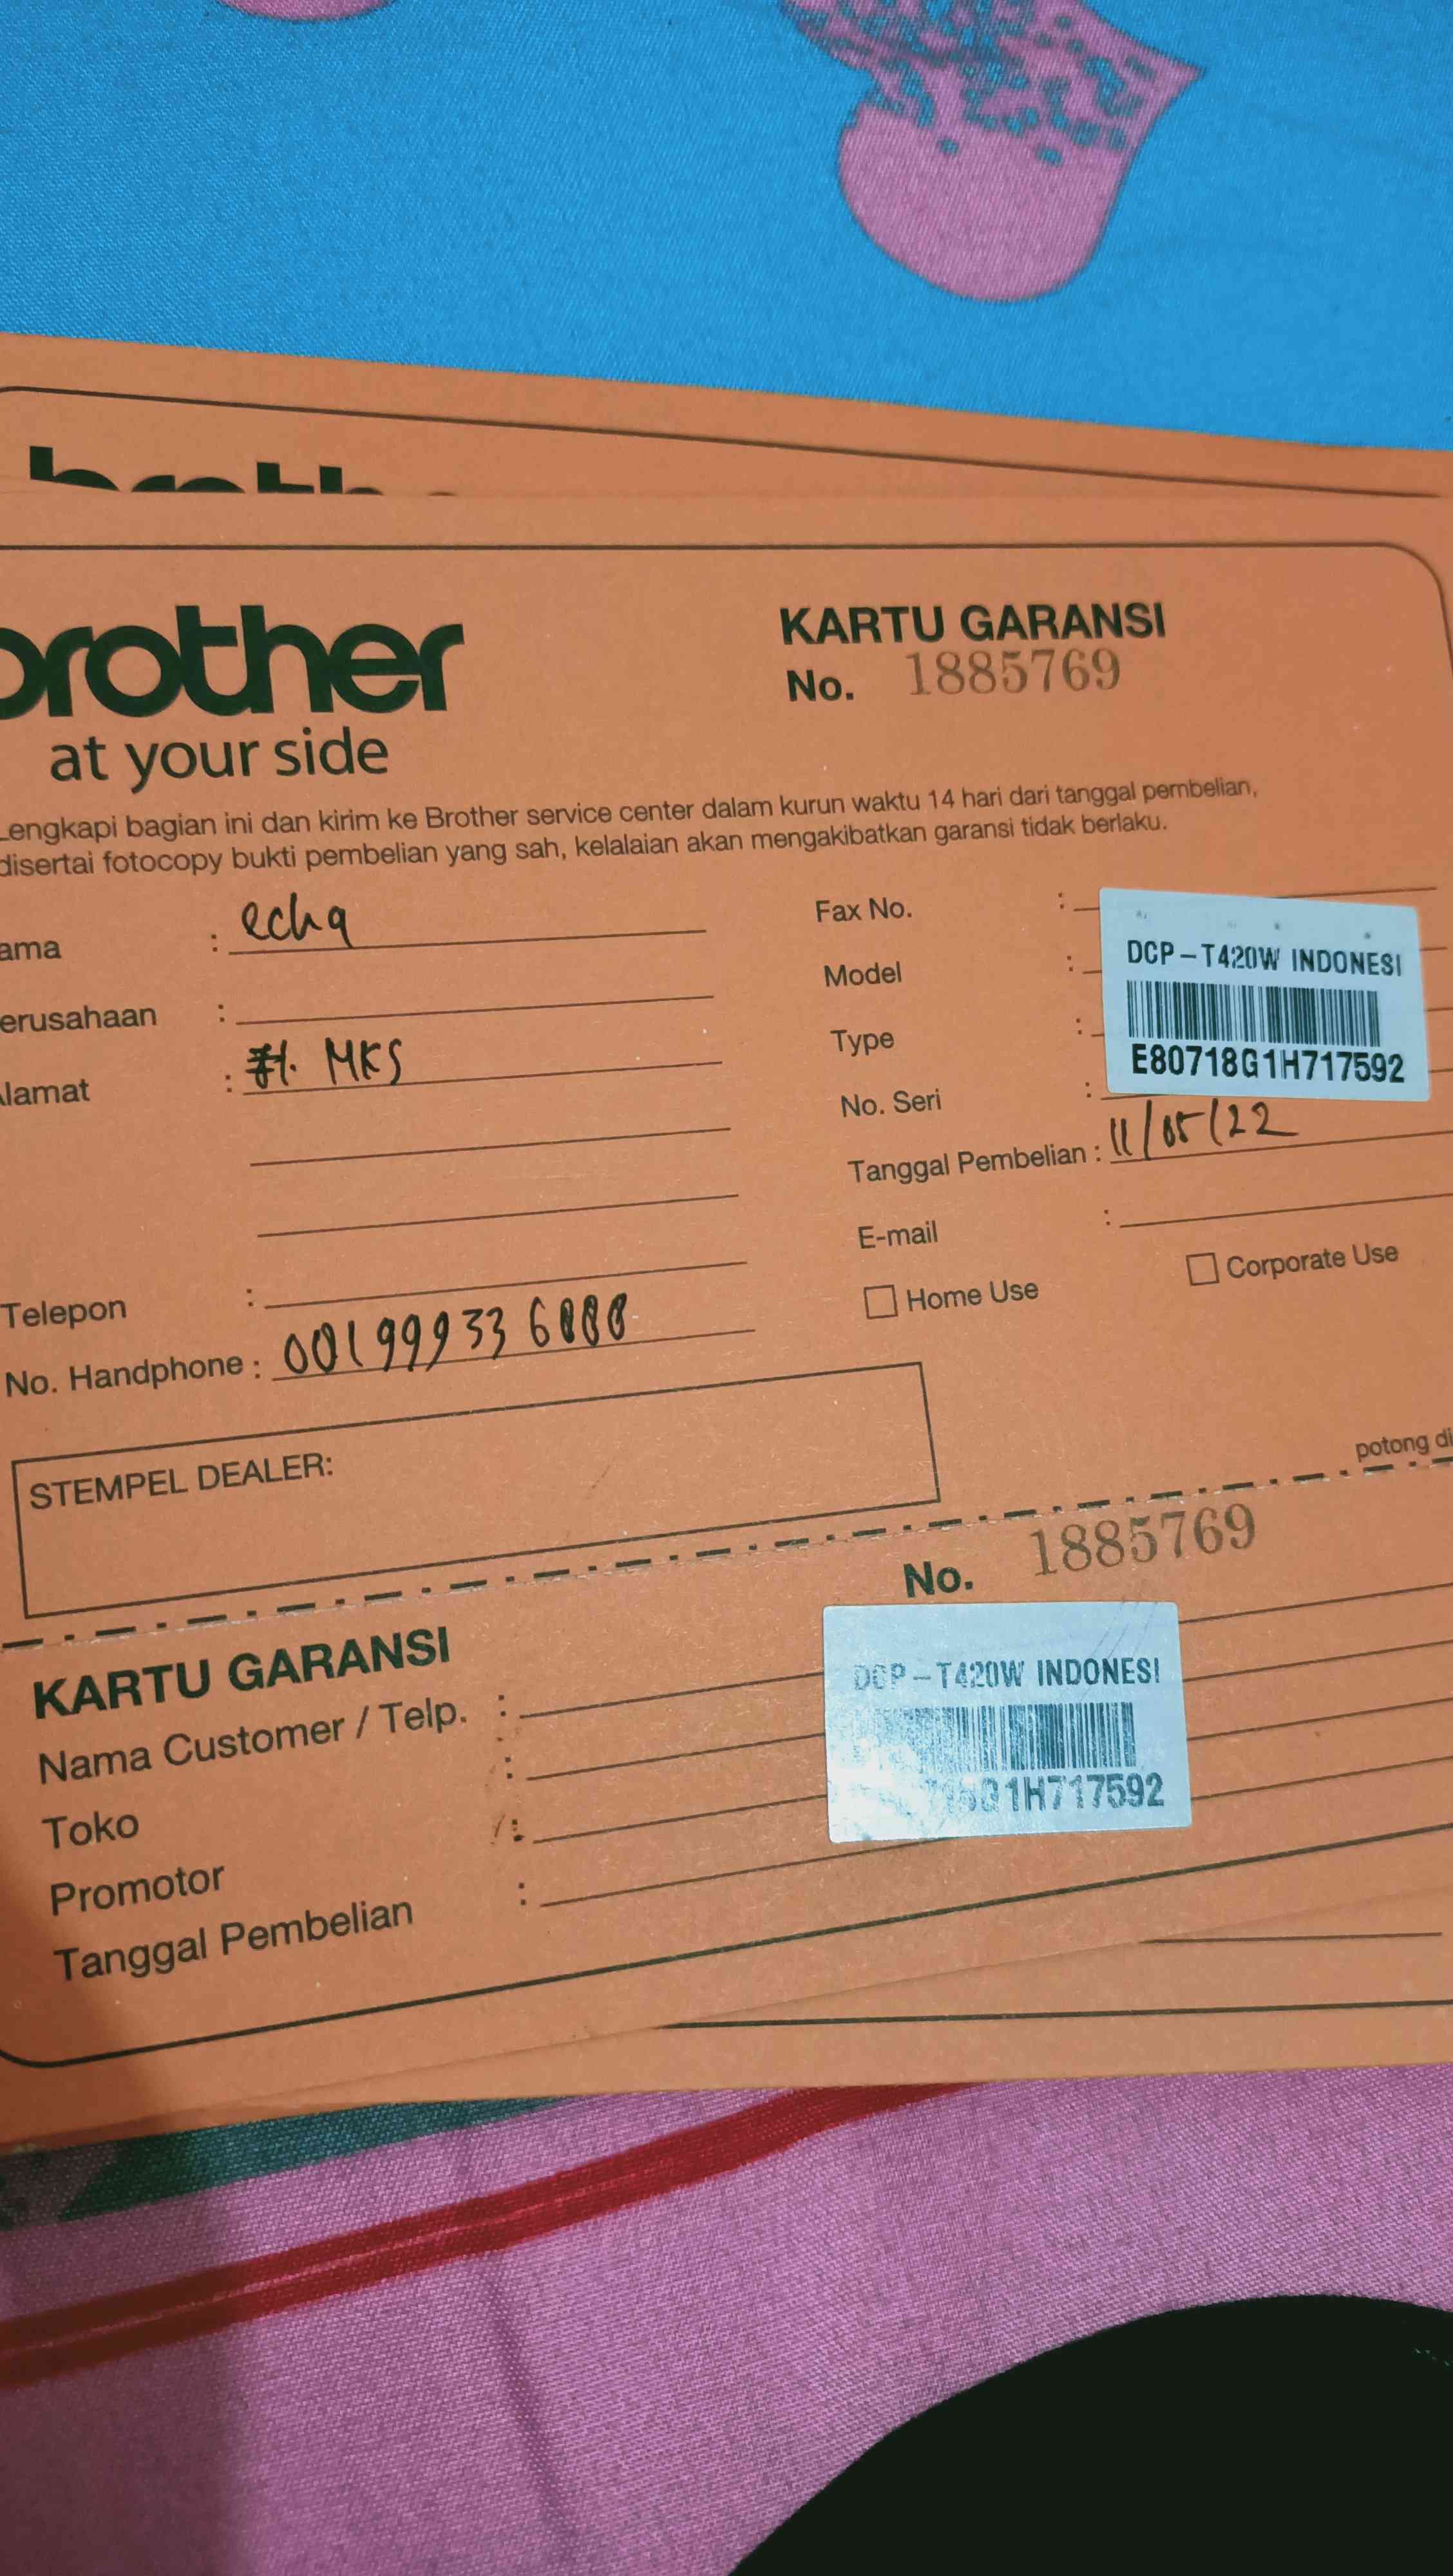 brother
at your side
KARTU GARANSI
No. 1885769
Lengkapi bagian ini dan kirim ke Brother service center dalam kurun waktu 14 hari dari tanggal pembelian,
disertai fotocopy bukti pembelian yang sah, kelalaian akan mengakibatkan garansi tidak berlaku.
ama : echa
erusahaan :
lamat : Jl. MKS
Telepon :
No. Handphone :
Fax No. :
Model :
Type :
No. Seri :
DCP-T420W INDONESI
E80718G1H717592
Tanggal Pembelian : 11/05/22
E-mail :
Home Use
Corporate Use
STEMPEL DEALER:
potong di
No. 1885769
KARTU GARANSI
Nama Customer / Telp. :
Toko :
Promotor :
Tanggal Pembelian :
DCP-T420W INDONESI
G1H717592